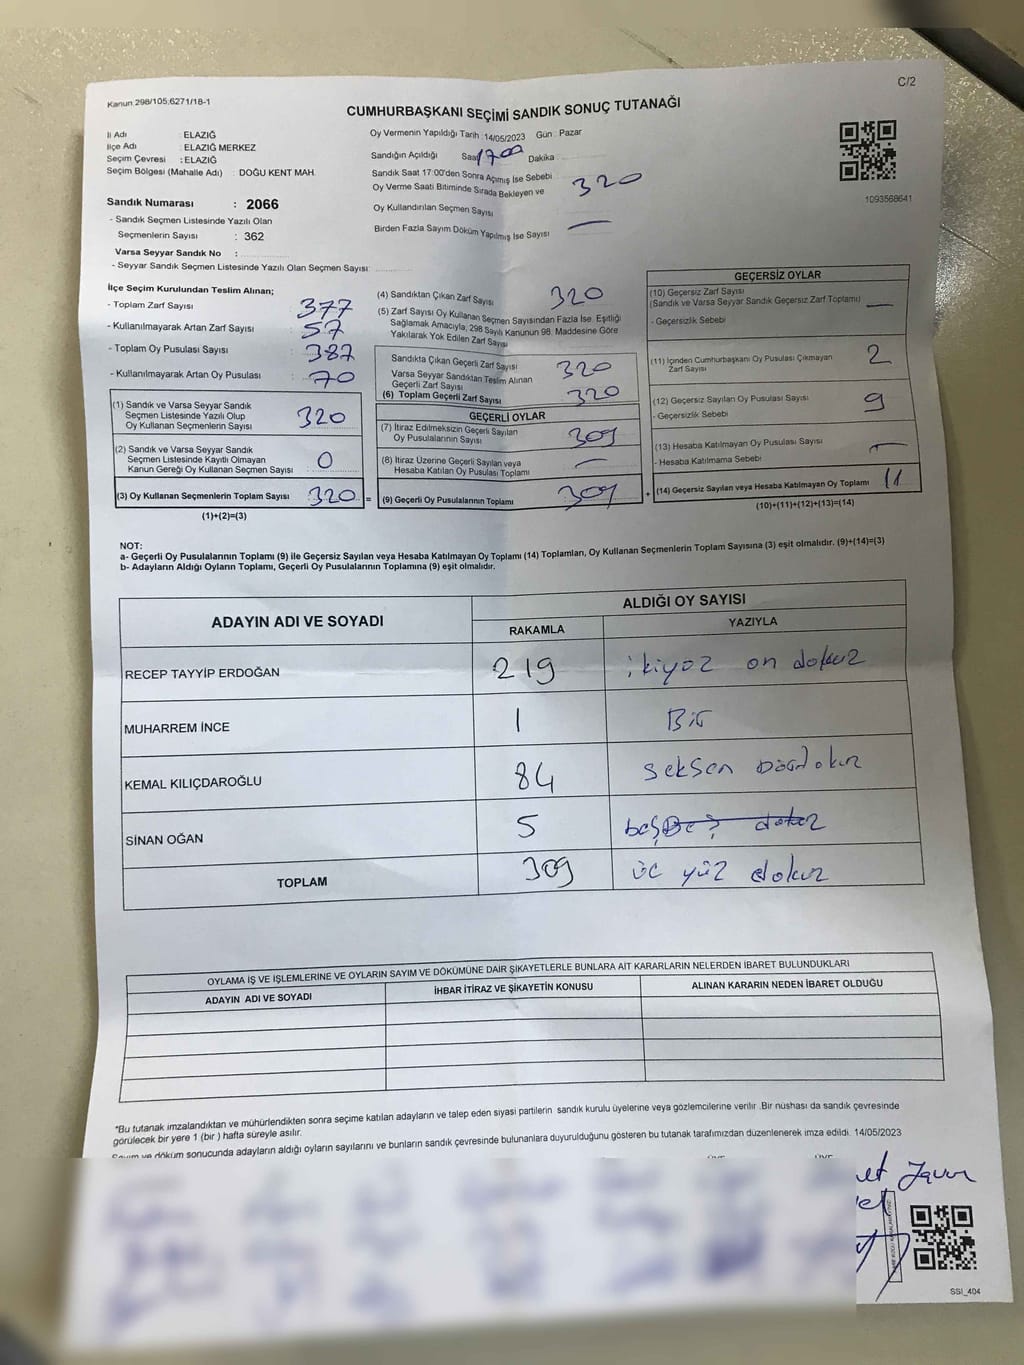 Kanun 298/105;6271/18-1
C/2
CUMHURBAŞKANI SEÇİMİ SANDIK SONUÇ TUTANAĞI
İl Adı : ELAZIĞ
İlçe Adı : ELAZIĞ MERKEZ
Seçim Çevresi : ELAZIĞ
Seçim Bölgesi (Mahalle Adı) : DOĞU KENT MAH.
Sandık Numarası : 2066
- Sandık Seçmen Listesinde Yazılı Olan
Seçmenlerin Sayısı : 362
Varsa Seyyar Sandık No :
- Seyyar Sandık Seçmen Listesinde Yazılı Olan Seçmen Sayısı:
Oy Vermenin Yapıldığı Tarih :14/05/2023 Gün : Pazar
Sandığın Açıldığı Saat 17.00 Dakika
Sandık Saat 17:00'den Sonra Açımış İse Sebebi
Oy Verme Saati Bitiminde Sırada Bekleyen ve
Oy Kullandırılan Seçmen Sayısı 320
Birden Fazla Sayım Döküm Yapılmış İse Sayısı —
1093568641
İlçe Seçim Kurulundan Teslim Alınan;
- Toplam Zarf Sayısı : 377
- Kullanılmayarak Artan Zarf Sayısı : 57
- Toplam Oy Pusulası Sayısı : 387
- Kullanılmayarak Artan Oy Pusulası : 70
(1) Sandık ve Varsa Seyyar Sandık
Seçmen Listesinde Yazılı Olup
Oy Kullanan Seçmenlerin Sayısı 320
(2) Sandık ve Varsa Seyyar Sandık
Seçmen Listesinde Kayıtlı Olmayan
Kanun Gereği Oy Kullanan Seçmen Sayısı 0
(3) Oy Kullanan Seçmenlerin Toplam Sayısı 320 =
(1)+(2)=(3)
(4) Sandıktan Çıkan Zarf Sayısı 320
(5) Zarf Sayısı Oy Kullanan Seçmen Sayısından Fazla İse, Eşitliği
Sağlamak Amacıyla, 298 Sayılı Kanunun 98. Maddesine Göre
Yakılarak Yok Edilen Zarf Sayısı
Sandıkta Çıkan Geçerli Zarf Sayısı 320
Varsa Seyyar Sandıktan Teslim Alınan
Geçerli Zarf Sayısı
(6) Toplam Geçerli Zarf Sayısı 320
GEÇERLİ OYLAR
(7) İtiraz Edilmeksizin Geçerli Sayılan
Oy Pusulalarının Sayısı 309
(8) İtiraz Üzerine Geçerli Sayılan veya
Hesaba Katılan Oy Pusulası Toplamı —
(9) Geçerli Oy Pusulalarının Toplamı 309 +
GEÇERSİZ OYLAR
(10) Geçersiz Zarf Sayısı
(Sandık ve Varsa Seyyar Sandık Geçersiz Zarf Toplamı) —
- Geçersizlik Sebebi
(11) İçinden Cumhurbaşkanı Oy Pusulası Çıkmayan
Zarf Sayısı 2
(12) Geçersiz Sayılan Oy Pusulası Sayısı 9
- Geçersizlik Sebebi
(13) Hesaba Katılmayan Oy Pusulası Sayısı —
- Hesaba Katılmama Sebebi
(14) Geçersiz Sayılan veya Hesaba Katılmayan Oy Toplamı 11
(10)+(11)+(12)+(13)=(14)
NOT:
a- Geçerli Oy Pusulalarının Toplamı (9) ile Geçersiz Sayılan veya Hesaba Katılmayan Oy Toplamı (14) Toplamları, Oy Kullanan Seçmenlerin Toplam Sayısına (3) eşit olmalıdır. (9)+(14)=(3)
b- Adayların Aldığı Oyların Toplamı, Geçerli Oy Pusulalarının Toplamına (9) eşit olmalıdır.
ADAYIN ADI VE SOYADI ALDIĞI OY SAYISI
RAKAMLA YAZIYLA
RECEP TAYYİP ERDOĞAN 219 ikiyüz on dokuz
MUHARREM İNCE 1 Bir
KEMAL KILIÇDAROĞLU 84 seksen Dört
SİNAN OĞAN 5 beş
TOPLAM 309 üç yüz dokuz
OYLAMA İŞ VE İŞLEMLERİNE VE OYLARIN SAYIM VE DÖKÜMÜNE DAİR ŞİKAYETLERLE BUNLARA AİT KARARLARIN NELERDEN İBARET BULUNDUKLARI
ADAYIN ADI VE SOYADI İHBAR İTİRAZ VE ŞİKAYETİN KONUSU ALINAN KARARIN NEDEN İBARET OLDUĞU
*Bu tutanak imzalandıktan ve mühürlendikten sonra seçime katılan adayların ve talep eden siyasi partilerin sandık kurulu üyelerine veya gözlemcilerine verilir .Bir nüshası da sandık çevresinde
görülecek bir yere 1 (bir ) hafta süreyle asılır.
Sayım ve döküm sonucunda adayların aldığı oyların sayılarını ve bunların sandık çevresinde bulunanlara duyurulduğunu gösteren bu tutanak tarafımızdan düzenlenerek imza edildi. 14/05/2023
SSI_404